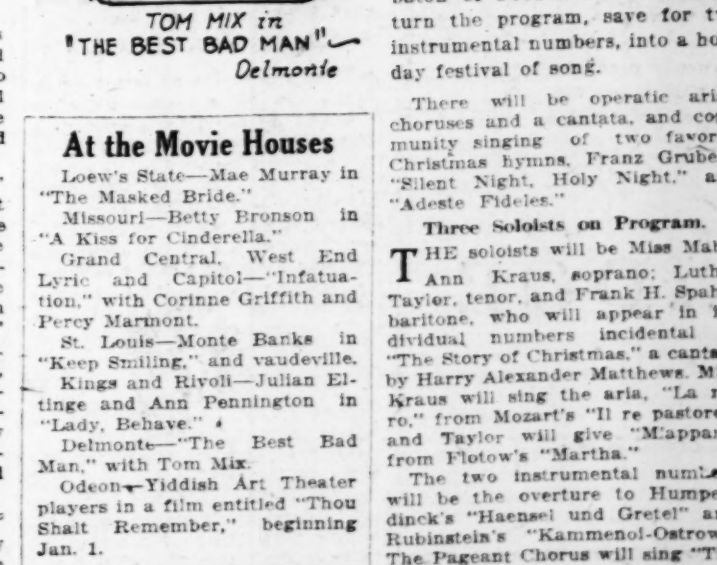 TOM MIX in
"THE BEST BAD MAN"
Delmonte
At the Movie Houses
Loew's State—Mae Murray in
"The Masked Bride."
Missouri—Betty Bronson in
"A Kiss for Cinderella."
Grand Central, West End
Lyric and Capitol—"Infatua-
tion," with Corinne Griffith and
Percy Marmont.
St. Louis—Monte Banks in
"Keep Smiling," and vaudeville.
Kings and Rivoli—Julian El-
tinge and Ann Pennington in
"Lady, Behave."
Delmonte—"The Best Bad
Man," with Tom Mix.
Odeon—Yiddish Art Theater
players in a film entitled "Thou
Shalt Remember," beginning
Jan. 1.
turn the program, save for
instrumental numbers, into a
day festival of song.
There will be operatic
choruses and a cantata, and
munity singing of two
Christmas hymns, Franz
"Silent Night, Holy Night,"
"Adeste Fideles."
Three Soloists on Program.
THE soloists will be Miss
Ann Kraus, soprano;
Taylor, tenor, and Frank H.
baritone, who will appear in
dividual numbers incidental
"The Story of Christmas," a
by Harry Alexander Matthews.
Kraus will sing the aria, "La
ro," from Mozart's "Il re
and Taylor will give
from Flotow's "Martha."
The two instrumental
will be the overture to
dinck's "Haensel und Gretel"
Rubinstein's
The Pageant Chorus will sing